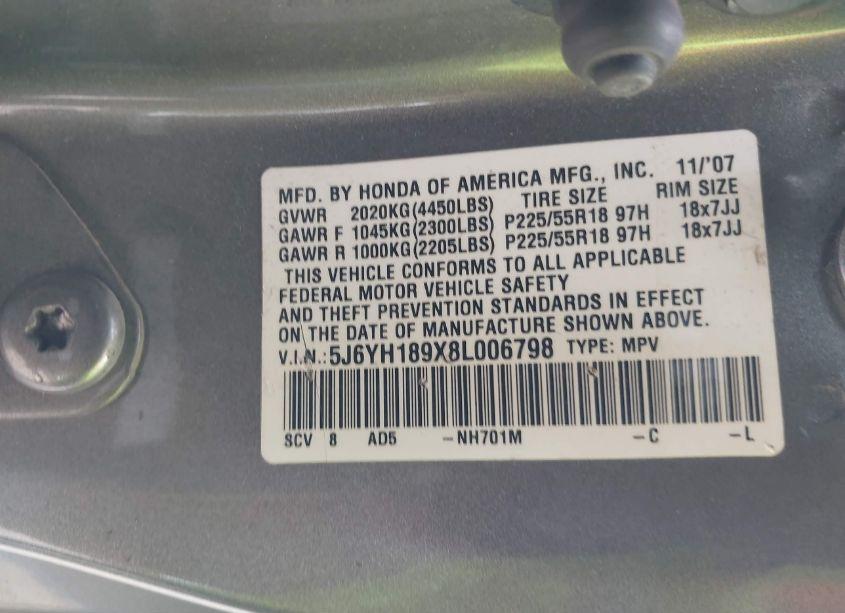 MFD. BY HONDA OF AMERICA MFG., INC. 11/'07
GVWR 2020KG(4450LBS) TIRE SIZE RIM SIZE
GAWR F 1045KG(2300LBS) P225/55R18 97H 18x7JJ
GAWR R 1000KG(2205LBS) P225/55R18 97H 18x7JJ
THIS VEHICLE CONFORMS TO ALL APPLICABLE
FEDERAL MOTOR VEHICLE SAFETY
AND THEFT PREVENTION STANDARDS IN EFFECT
ON THE DATE OF MANUFACTURE SHOWN ABOVE.
V.I.N.:5J6YH189X8L006798 TYPE: MPV
SCV 8 AD5 -NH701M -C -L